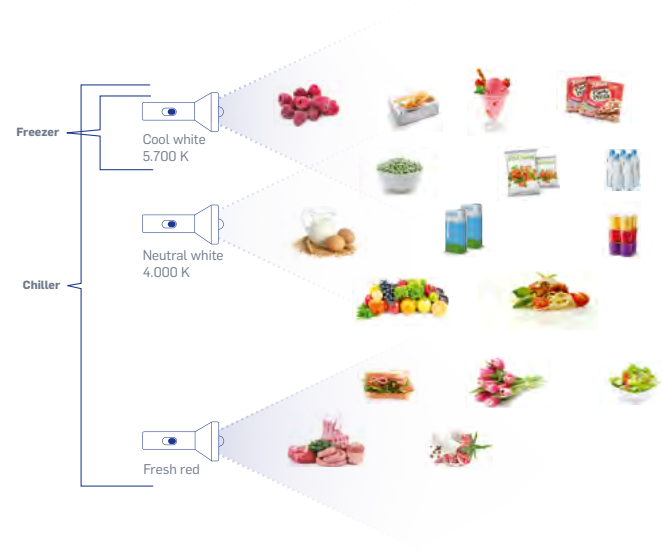 Freezer
Cool white
5.700 K
Neutral white
4.000 K
Chiller
Fresh red